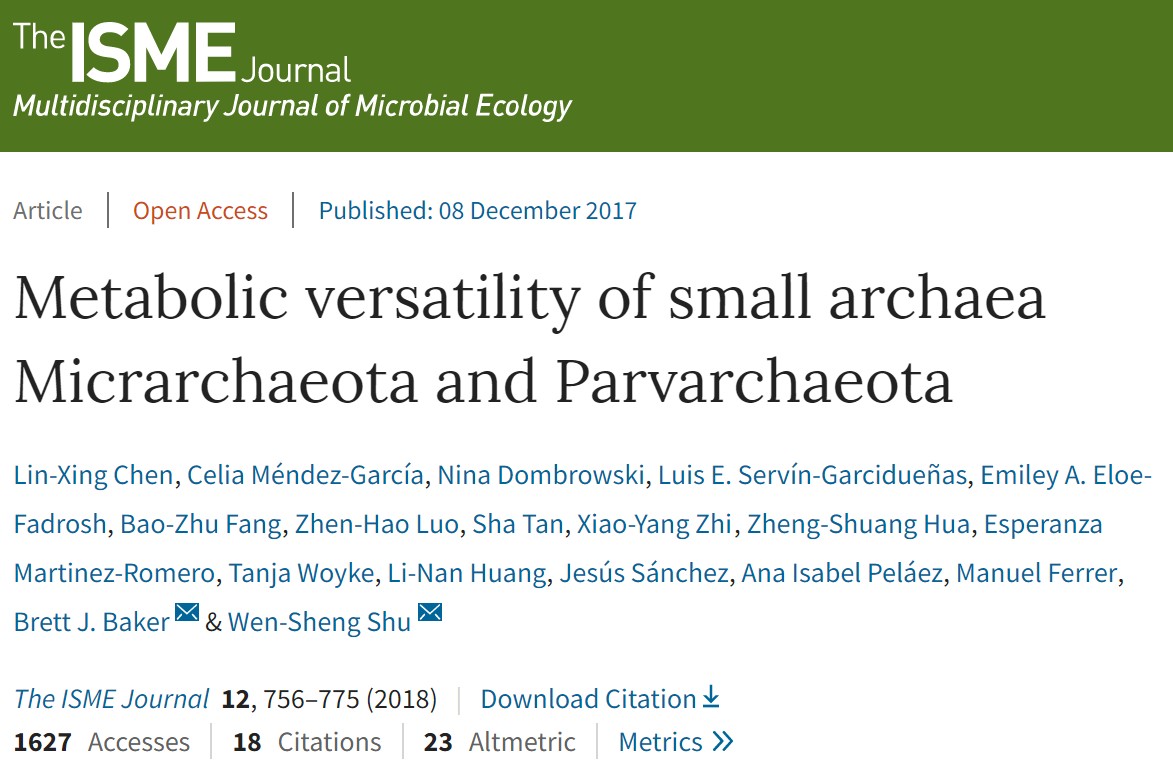 The ISME Journal
Multidisciplinary Journal of Microbial Ecology
Article | Open Access | Published: 08 December 2017
Metabolic versatility of small archaea
Micrarchaeota and Parvarchaeota
Lin-Xing Chen, Celia Méndez-García, Nina Dombrowski, Luis E. Servín-Garcidueñas, Emiley A. Eloe-
Fadrosh, Bao-Zhu Fang, Zhen-Hao Luo, Sha Tan, Xiao-Yang Zhi, Zheng-Shuang Hua, Esperanza
Martinez-Romero, Tanja Woyke, Li-Nan Huang, Jesús Sánchez, Ana Isabel Peláez, Manuel Ferrer,
Brett J. Baker & Wen-Sheng Shu
The ISME Journal 12, 756–775 (2018) | Download Citation
1627 Accesses | 18 Citations | 23 Altmetric | Metrics